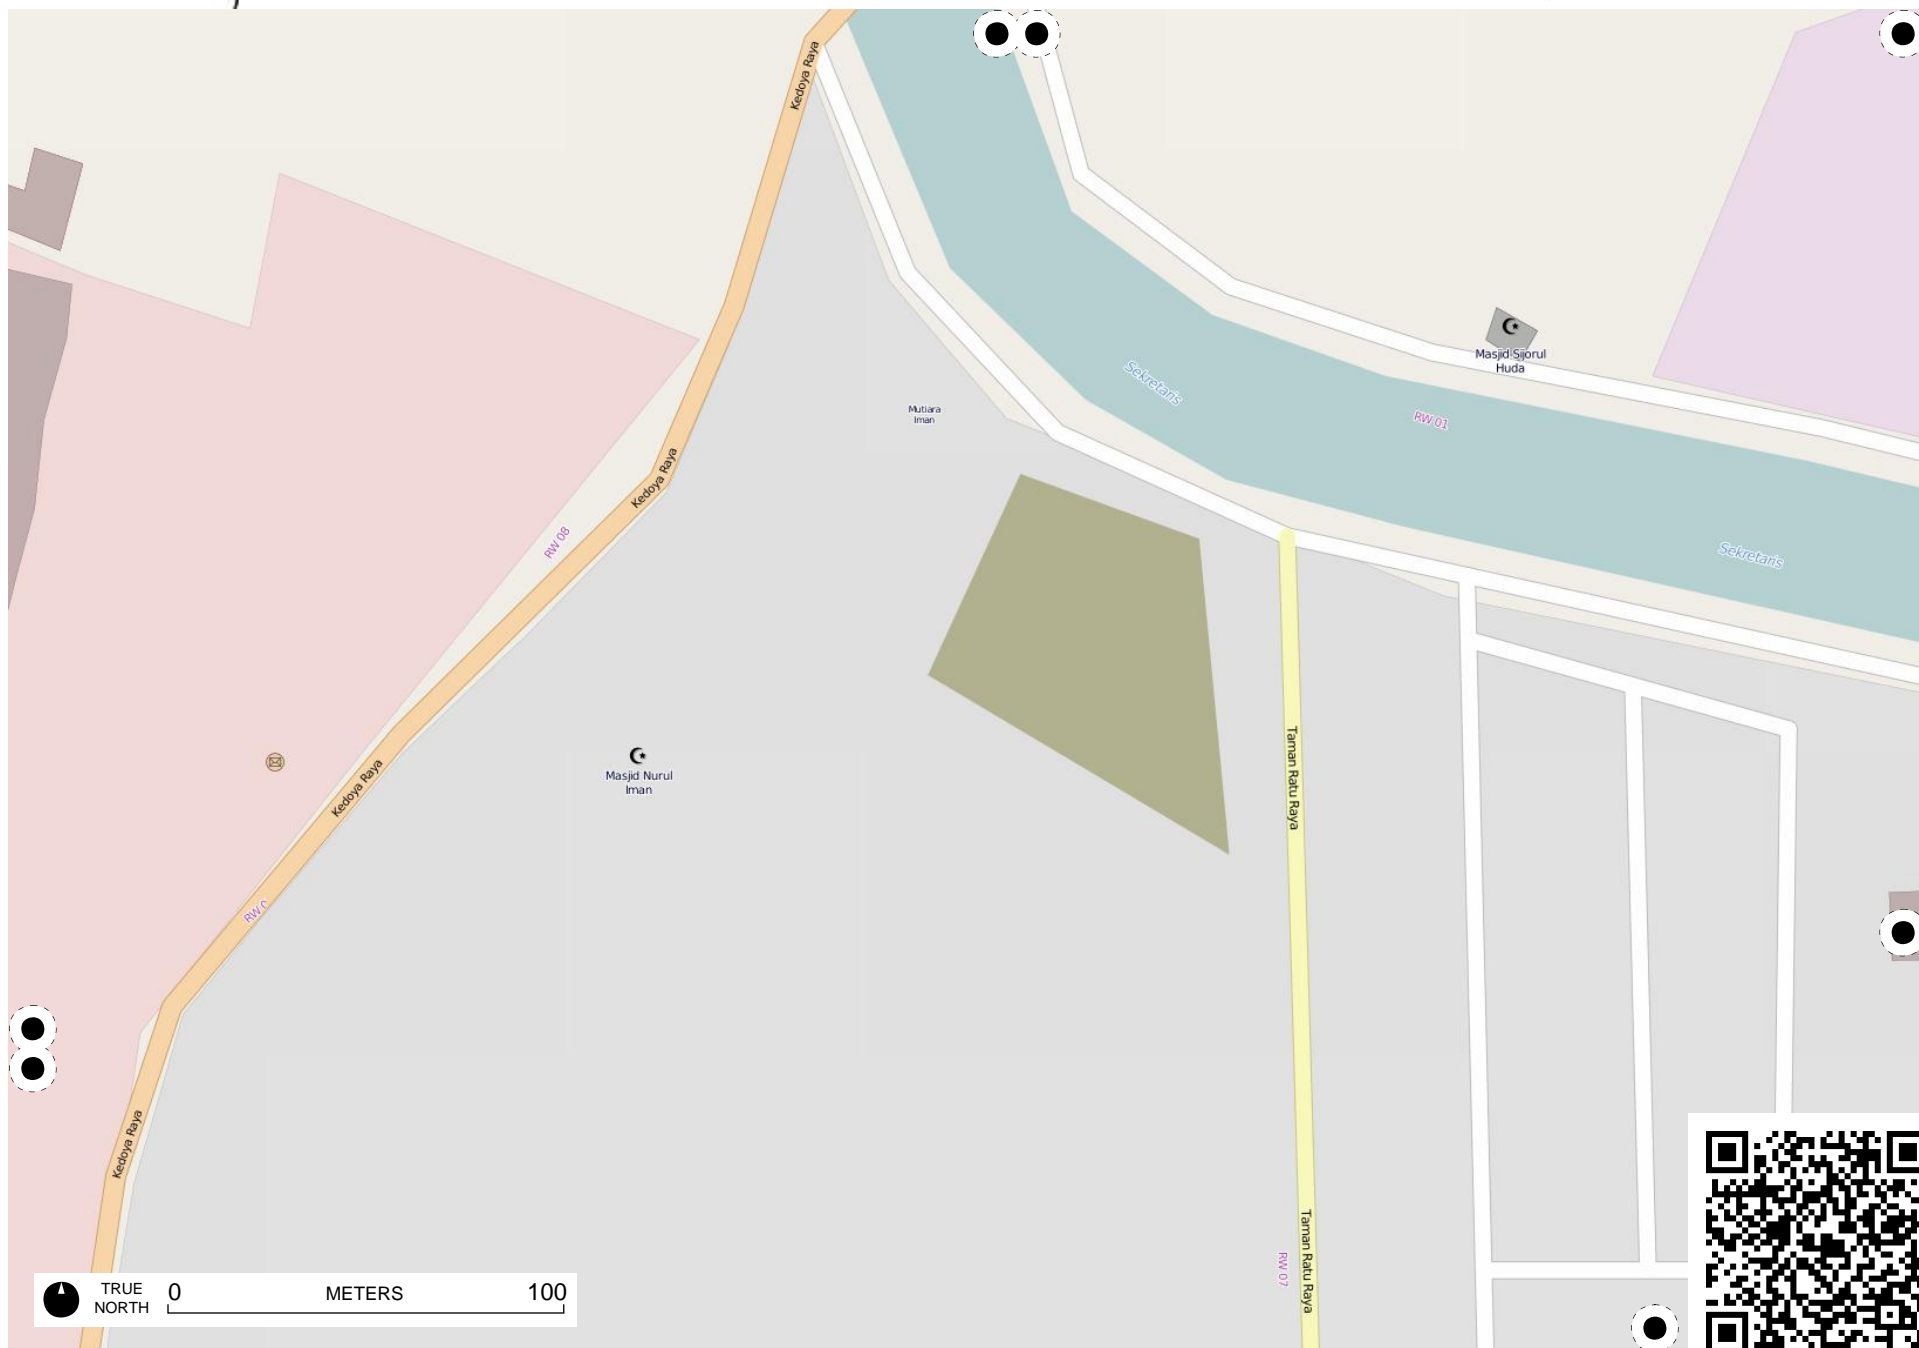 Kedoya Raya
Masjid Sijorul
Huda
Sekretaris
RW 01
Mutiara
Iman
Kedoya Raya
RW 08
Sekretaris
Masjid Nurul
Iman
Kedoya Raya
Taman Ratu Raya
RW
Kedoya Raya
Taman Ratu Raya
RW 07
TRUE
NORTH
0 METERS 100